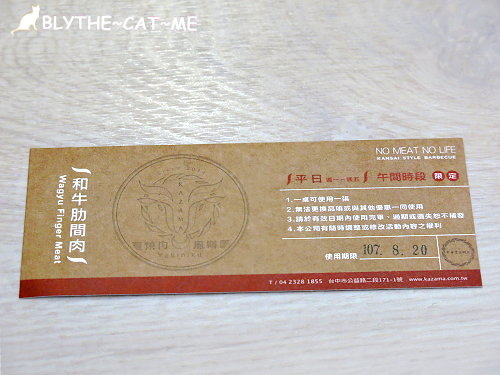 BLYTHE~CAT~ME
NO MEAT NO LIFE
KANSAI STYLE BARBECUE
和牛肋間肉
Wagyu Finger Meat
平日 週一~週五 午間時段 限定
1.一桌可使用一張
2.無法更換品項或與其他優惠一同使用
3.請於有效日期內使用完畢、過期或遺失恕不補發
4.本公司有隨時調整或修改活動內容之權利
使用期限 107. 8. 20
T / 04 2328 1855 台中市公益路二段171-1號 www.kazama.com.tw